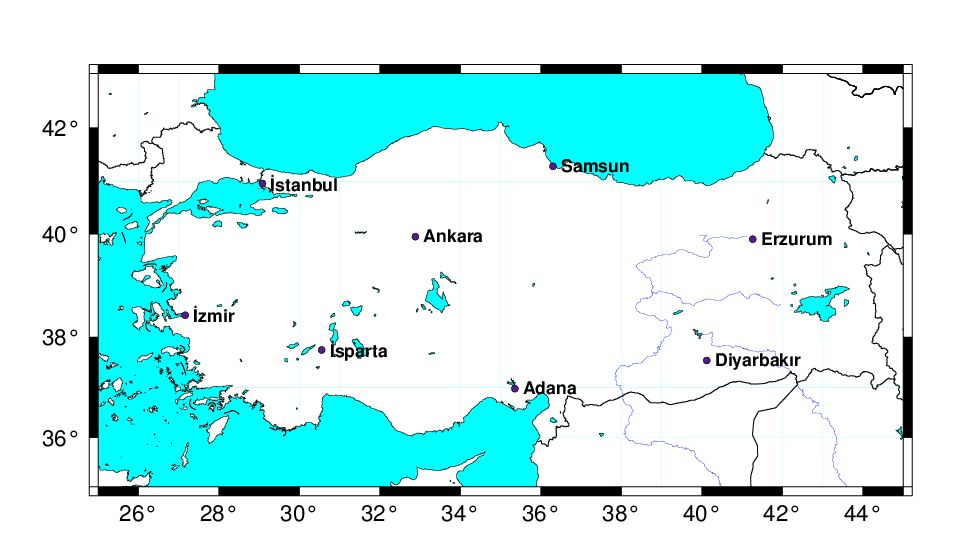 42°
Samsun
İstanbul
40°
Ankara
Erzurum
38°
İzmir
Isparta
Diyarbakır
Adana
36°
26° 28° 30° 32° 34° 36° 38° 40° 42° 44°